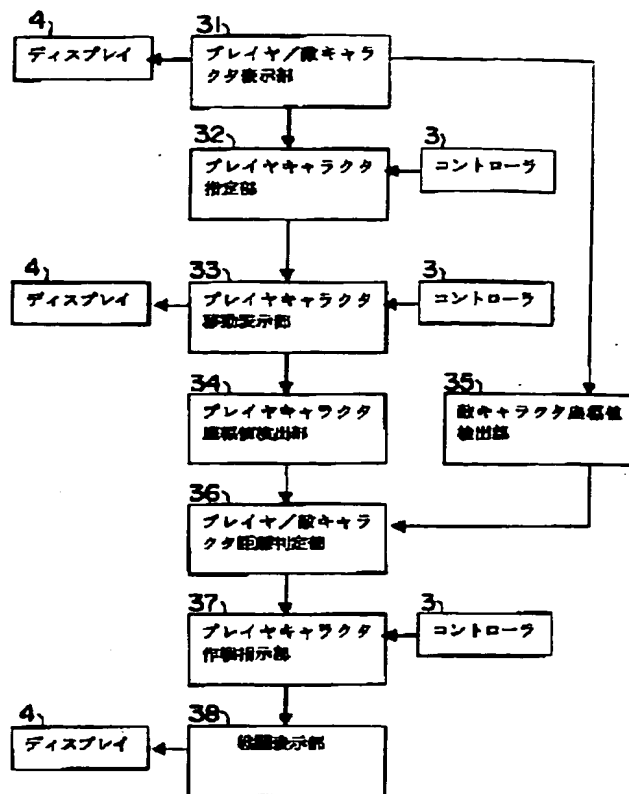 4
ディスプレイ
31
プレイヤ／敵キャラ
クタ表示部
32
プレイヤキャラクタ
指定部
3
コントローラ
4
ディスプレイ
33
プレイヤキャラクタ
移動表示部
3
コントローラ
34
プレイヤキャラクタ
座標値検出部
35
敵キャラクタ座標値
検出部
36
プレイヤ／敵キャラ
クタ距離判定部
37
プレイヤキャラクタ
作戦指示部
3
コントローラ
4
ディスプレイ
38
戦闘表示部